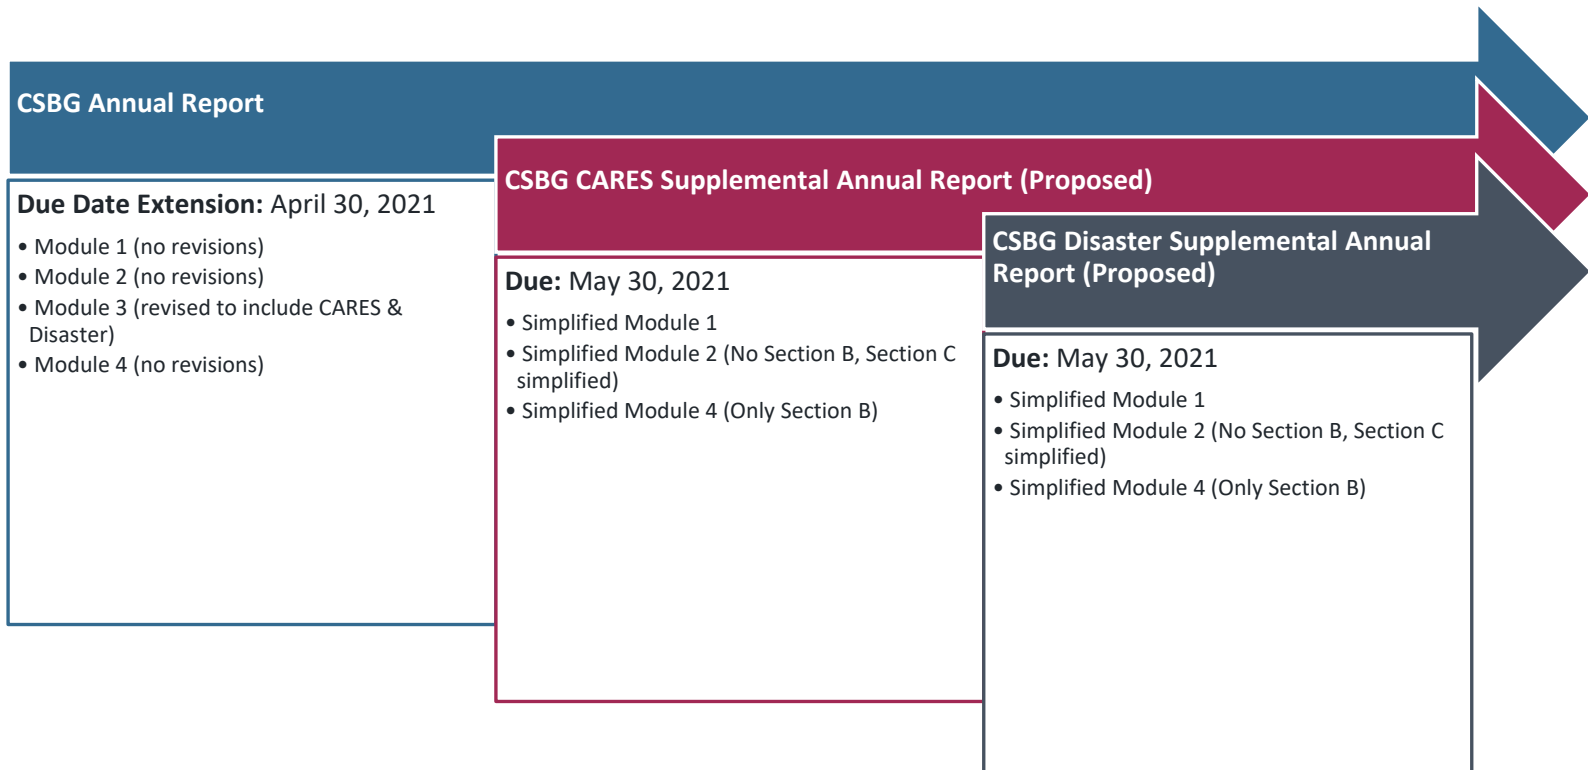 CSBG Annual Report
Due Date Extension: April 30, 2021
• Module 1 (no revisions)
• Module 2 (no revisions)
• Module 3 (revised to include CARES &
Disaster)
• Module 4 (no revisions)
CSBG CARES Supplemental Annual Report (Proposed)
Due: May 30, 2021
• Simplified Module 1
• Simplified Module 2 (No Section B, Section C
simplified)
• Simplified Module 4 (Only Section B)
CSBG Disaster Supplemental Annual
Report (Proposed)
Due: May 30, 2021
• Simplified Module 1
• Simplified Module 2 (No Section B, Section C
simplified)
• Simplified Module 4 (Only Section B)